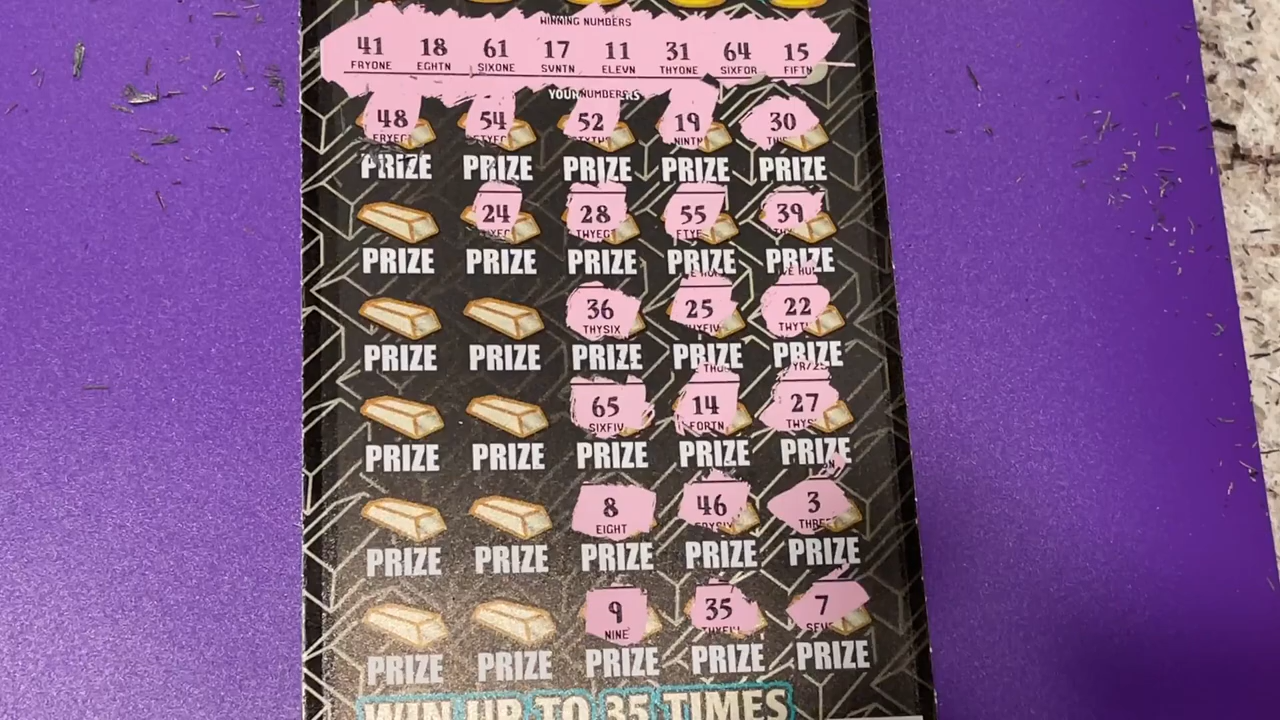 WINNING NUMBERS
41 18 61 17 11 31 64 15
FRYONE EGHTN SIXONE SVNTN ELEVN THYONE SIXFOR FIFTN
YOUR NUMBERS
48 54 52 19 30
NINTN
PRIZE PRIZE PRIZE PRIZE PRIZE
24 28 55 39
PRIZE PRIZE PRIZE PRIZE PRIZE
36 25 22
THYSIX
PRIZE PRIZE PRIZE PRIZE PRIZE
65 14 27
SIXFIV FORTN
PRIZE PRIZE PRIZE PRIZE PRIZE
8 46 3
EIGHT THREE
PRIZE PRIZE PRIZE PRIZE PRIZE
9 35 7
NINE
PRIZE PRIZE PRIZE PRIZE PRIZE
WIN UP TO 35 TIMES